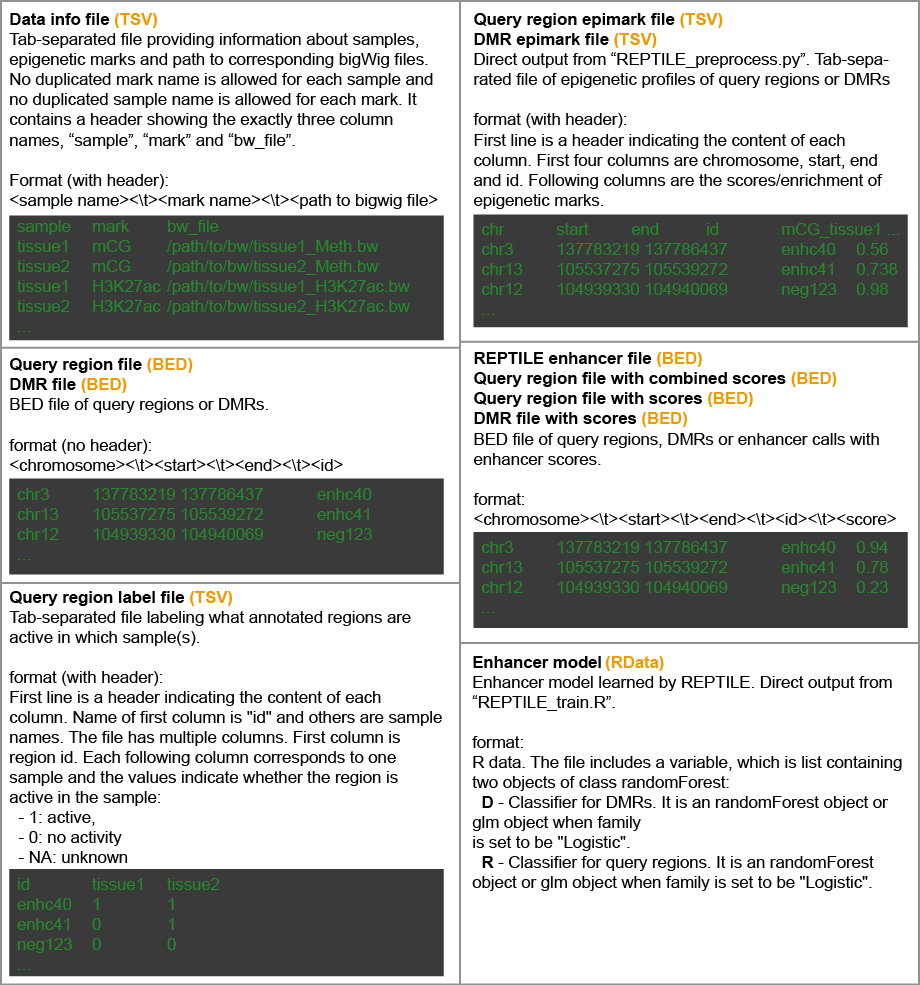 Data info file (TSV)
Tab-separated file providing information about samples,
epigenetic marks and path to corresponding bigWig files.
No duplicated mark name is allowed for each sample and
no duplicated sample name is allowed for each mark. It
contains a header showing the exactly three column
names, “sample”, “mark” and “bw_file”.
Format (with header):
<sample name><\t><mark name><\t><path to bigwig file>
sample mark bw_file
tissue1 mCG /path/to/bw/tissue1_Meth.bw
tissue2 mCG /path/to/bw/tissue2_Meth.bw
tissue1 H3K27ac /path/to/bw/tissue1_H3K27ac.bw
tissue2 H3K27ac /path/to/bw/tissue2_H3K27ac.bw
...
Query region file (BED)
DMR file (BED)
BED file of query regions or DMRs.
format (no header):
<chromosome><\t><start><\t><end><\t><id>
chr3 137783219 137786437 enhc40
chr13 105537275 105539272 enhc41
chr12 104939330 104940069 neg123
...
Query region label file (TSV)
Tab-separated file labeling what annotated regions are
active in which sample(s).
format (with header):
First line is a header indicating the content of each
column. Name of first column is "id" and others are sample
names. The file has multiple columns. First column is
region id. Each following column corresponds to one
sample and the values indicate whether the region is
active in the sample:
- 1: active,
- 0: no activity
- NA: unknown
id tissue1 tissue2
enhc40 1 1
enhc41 0 1
neg123 0 0
...
Query region epimark file (TSV)
DMR epimark file (TSV)
Direct output from “REPTILE_preprocess.py”. Tab-sepa-
rated file of epigenetic profiles of query regions or DMRs
format (with header):
First line is a header indicating the content of each
column. First four columns are chromosome, start, end
and id. Following columns are the scores/enrichment of
epigenetic marks.
chr start end id mCG_tissue1 ...
chr3 137783219 137786437 enhc40 0.56
chr13 105537275 105539272 enhc41 0.738
chr12 104939330 104940069 neg123 0.98
...
REPTILE enhancer file (BED)
Query region file with combined scores (BED)
Query region file with scores (BED)
DMR file with scores (BED)
BED file of query regions, DMRs or enhancer calls with
enhancer scores.
format:
<chromosome><\t><start><\t><end><\t><id><\t><score>
chr3 137783219 137786437 enhc40 0.94
chr13 105537275 105539272 enhc41 0.78
chr12 104939330 104940069 neg123 0.23
...
Enhancer model (RData)
Enhancer model learned by REPTILE. Direct output from
“REPTILE_train.R”.
format:
R data. The file includes a variable, which is list containing
two objects of class randomForest:
D - Classifier for DMRs. It is an randomForest object or
glm object when family
is set to be "Logistic".
R - Classifier for query regions. It is an randomForest
object or glm object when family is set to be "Logistic".